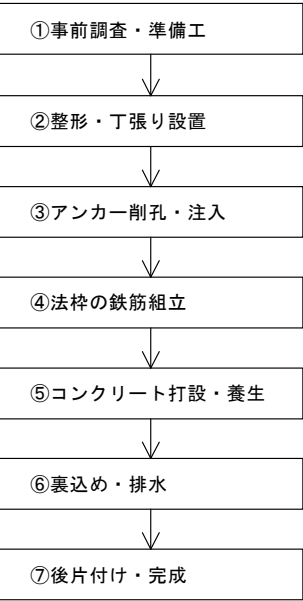 ①事前調査・準備工
②整形・丁張り設置
③アンカー削孔・注入
④法枠の鉄筋組立
⑤コンクリート打設・養生
⑥裏込め・排水
⑦後片付け・完成